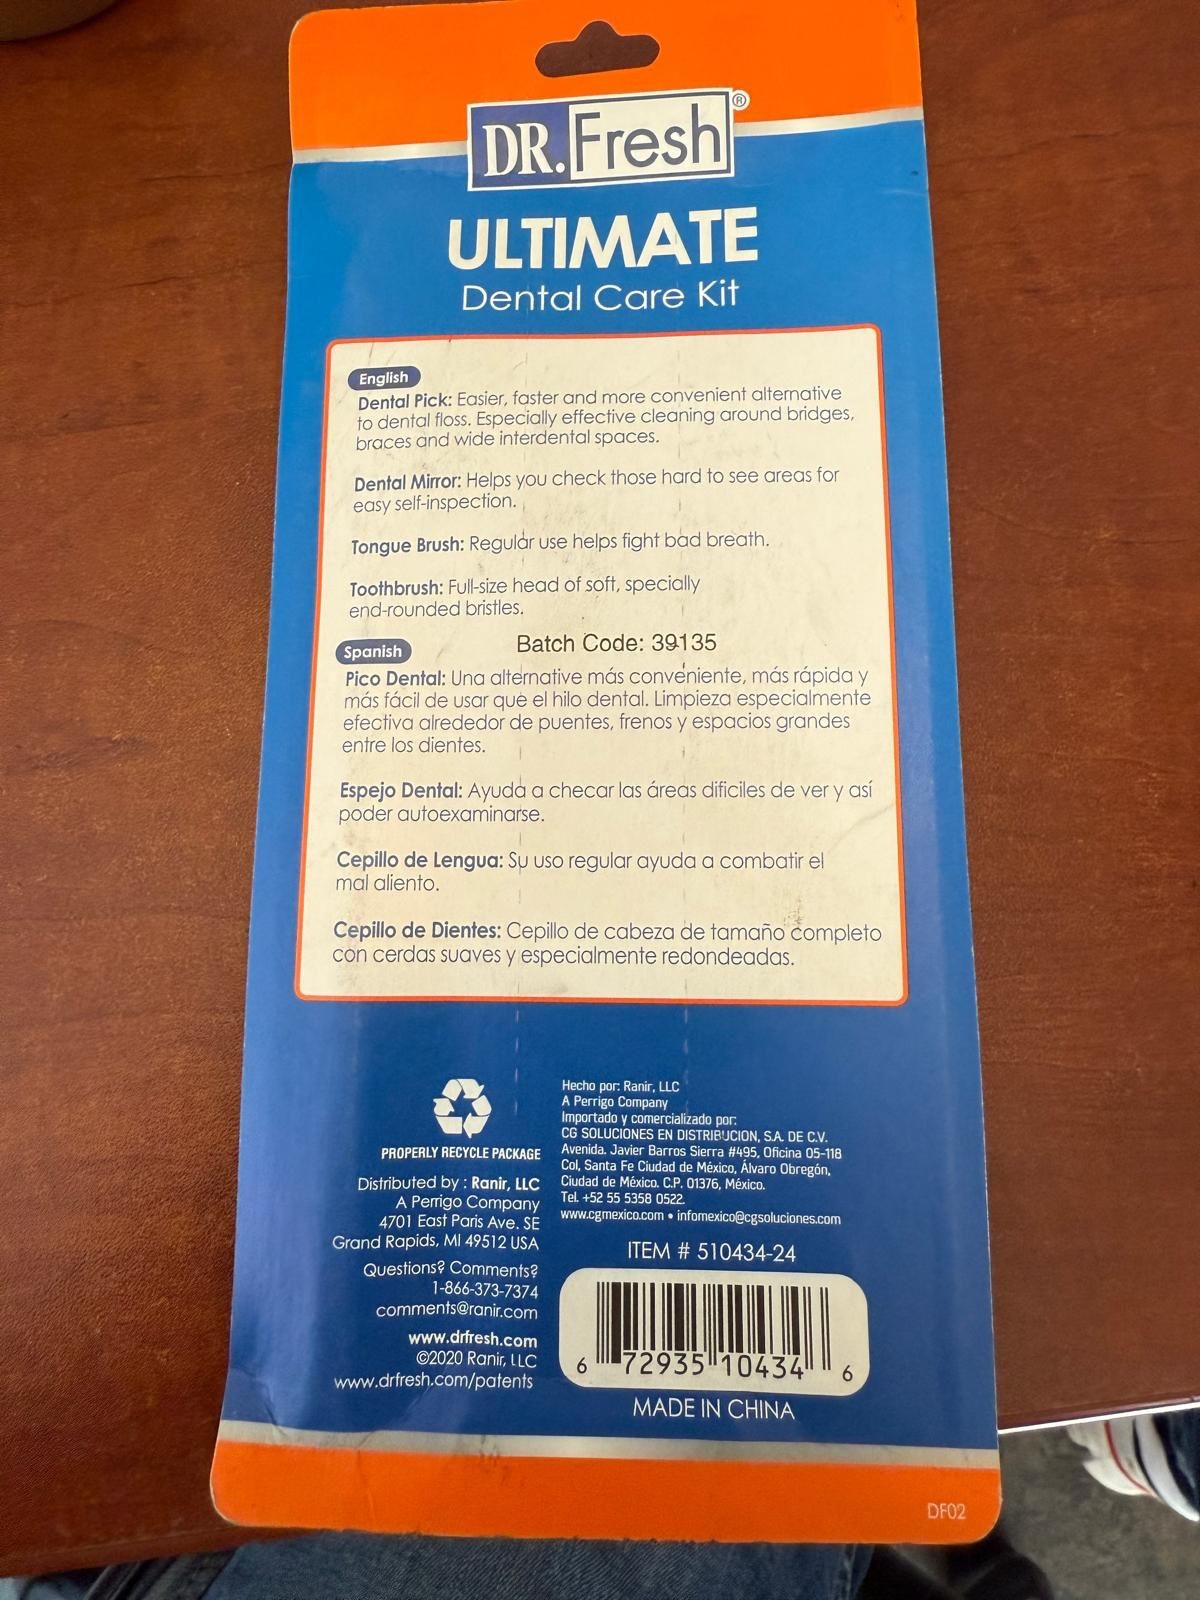 DR. Fresh®
ULTIMATE
Dental Care Kit
English
Dental Pick: Easier, faster and more convenient alternative
to dental floss. Especially effective cleaning around bridges,
braces and wide interdental spaces.
Dental Mirror: Helps you check those hard to see areas for
easy self-inspection.
Tongue Brush: Regular use helps fight bad breath.
Toothbrush: Full-size head of soft, specially
end-rounded bristles.
Batch Code: 39135
Spanish
Pico Dental: Una alternative más conveniente, más rápida y
más fácil de usar que el hilo dental. Limpieza especialmente
efectiva alrededor de puentes, frenos y espacios grandes
entre los dientes.
Espejo Dental: Ayuda a checar las áreas dificiles de ver y así
poder autoexaminarse.
Cepillo de Lengua: Su uso regular ayuda a combatir el
mal aliento.
Cepillo de Dientes: Cepillo de cabeza de tamaño completo
con cerdas suaves y especialmente redondeadas.
PROPERLY RECYCLE PACKAGE
Distributed by : Ranir, LLC
A Perrigo Company
4701 East Paris Ave. SE
Grand Rapids, MI 49512 USA
Questions? Comments?
1-866-373-7374
comments@ranir.com
www.drfresh.com
©2020 Ranir, LLC
www.drfresh.com/patents
Hecho por: Ranir, LLC
A Perrigo Company
Importado y comercializado por:
CG SOLUCIONES EN DISTRIBUCION, S.A. DE C.V.
Avenida. Javier Barros Sierra #495, Oficina 05-118
Col, Santa Fe Ciudad de México, Álvaro Obregón,
Ciudad de México. C.P. 01376, México.
Tel. +52 55 5358 0522.
www.cgmexico.com • infomexico@cgsoluciones.com
ITEM # 510434-24
6 72935 10434 6
MADE IN CHINA
DF02